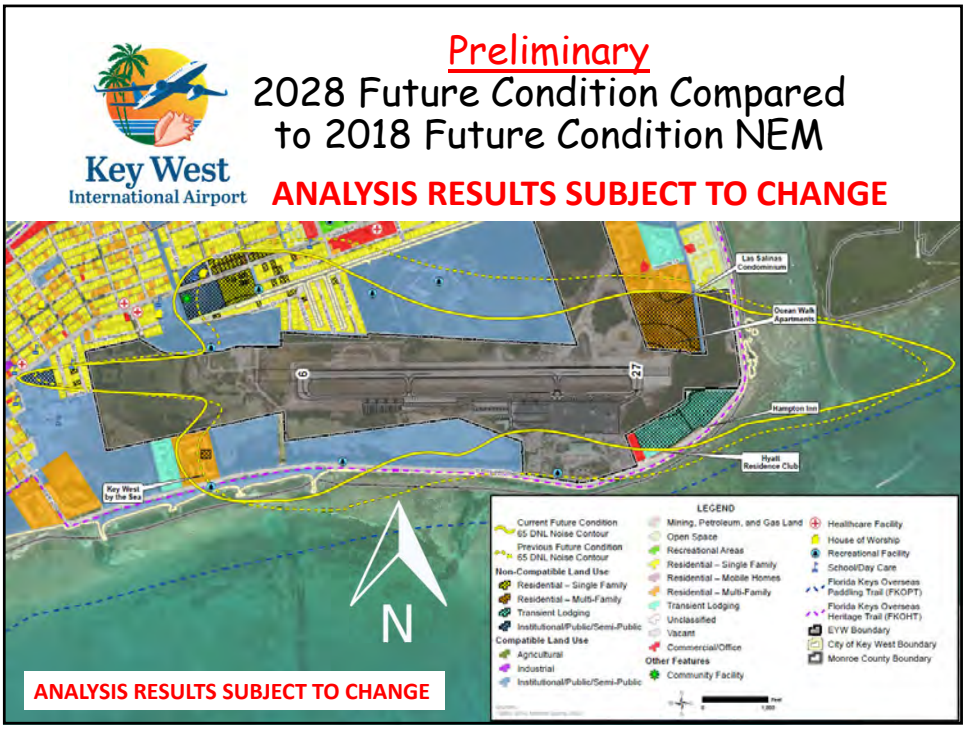 Preliminary
2028 Future Condition Compared
to 2018 Future Condition NEM
Key West
International Airport
ANALYSIS RESULTS SUBJECT TO CHANGE
Las Salinas
Condominium
Ocean Walk
Apartments
6
27
Hampton Inn
Hyatt
Residence Club
Key West
by the Sea
N
ANALYSIS RESULTS SUBJECT TO CHANGE
LEGEND
Current Future Condition
65 DNL Noise Contour
Previous Future Condition
65 DNL Noise Contour
Non-Compatible Land Use
Residential – Single Family
Residential – Multi-Family
Transient Lodging
Institutional/Public/Semi-Public
Compatible Land Use
Agricultural
Industrial
Institutional/Public/Semi-Public
Mining, Petroleum, and Gas Land
Open Space
Recreational Areas
Residential – Single Family
Residential – Mobile Homes
Residential – Multi-Family
Transient Lodging
Unclassified
Vacant
Commercial/Office
Other Features
Community Facility
Healthcare Facility
House of Worship
Recreational Facility
School/Day Care
Florida Keys Overseas
Paddling Trail (FKOPT)
Florida Keys Overseas
Heritage Trail (FKOHT)
EYW Boundary
City of Key West Boundary
Monroe County Boundary
Feet
0